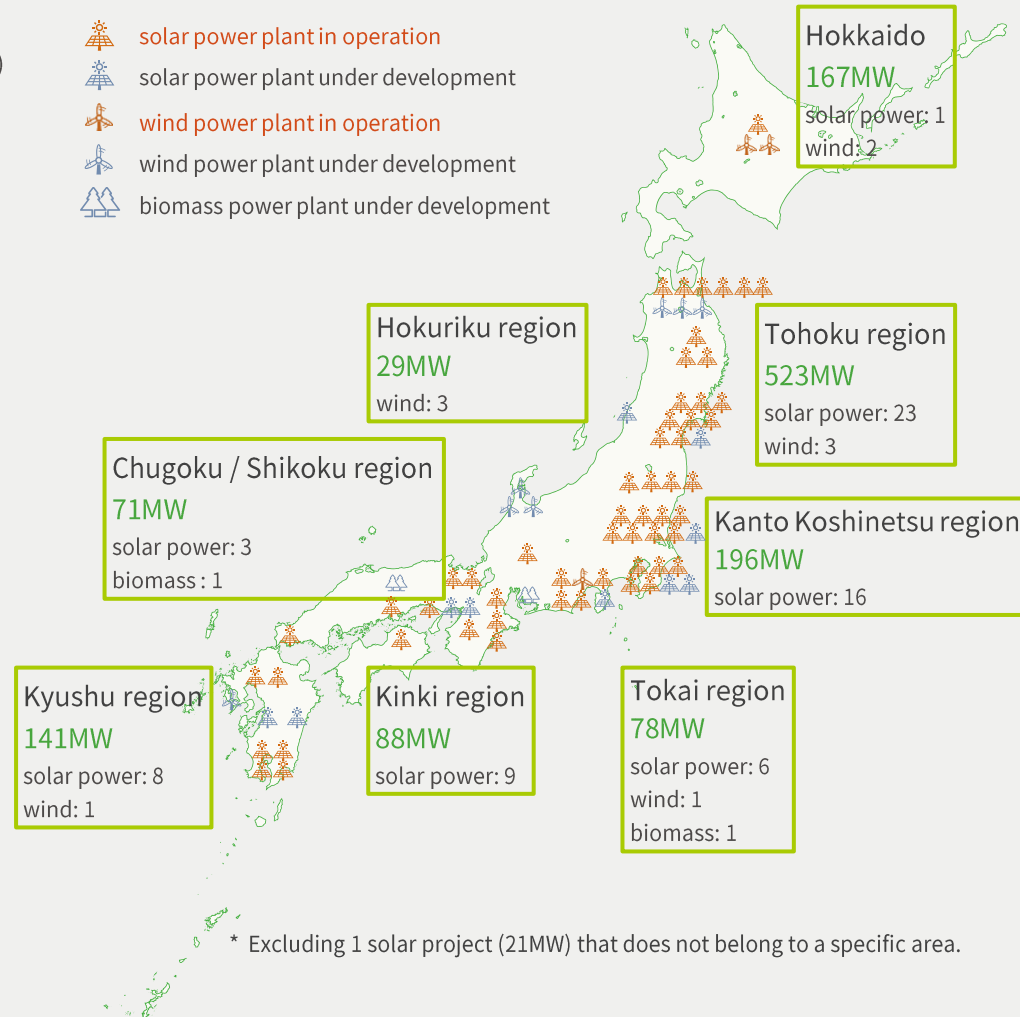 )
solar power plant in operation
solar power plant under development
wind power plant in operation
wind power plant under development
biomass power plant under development
Hokkaido
167MW
solar power: 1
wind: 2
Hokuriku region
29MW
wind: 3
Tohoku region
523MW
solar power: 23
wind: 3
Chugoku / Shikoku region
71MW
solar power: 3
biomass : 1
Kanto Koshinetsu region
196MW
solar power: 16
Kyushu region
141MW
solar power: 8
wind: 1
Kinki region
88MW
solar power: 9
Tokai region
78MW
solar power: 6
wind: 1
biomass: 1
* Excluding 1 solar project (21MW) that does not belong to a specific area.